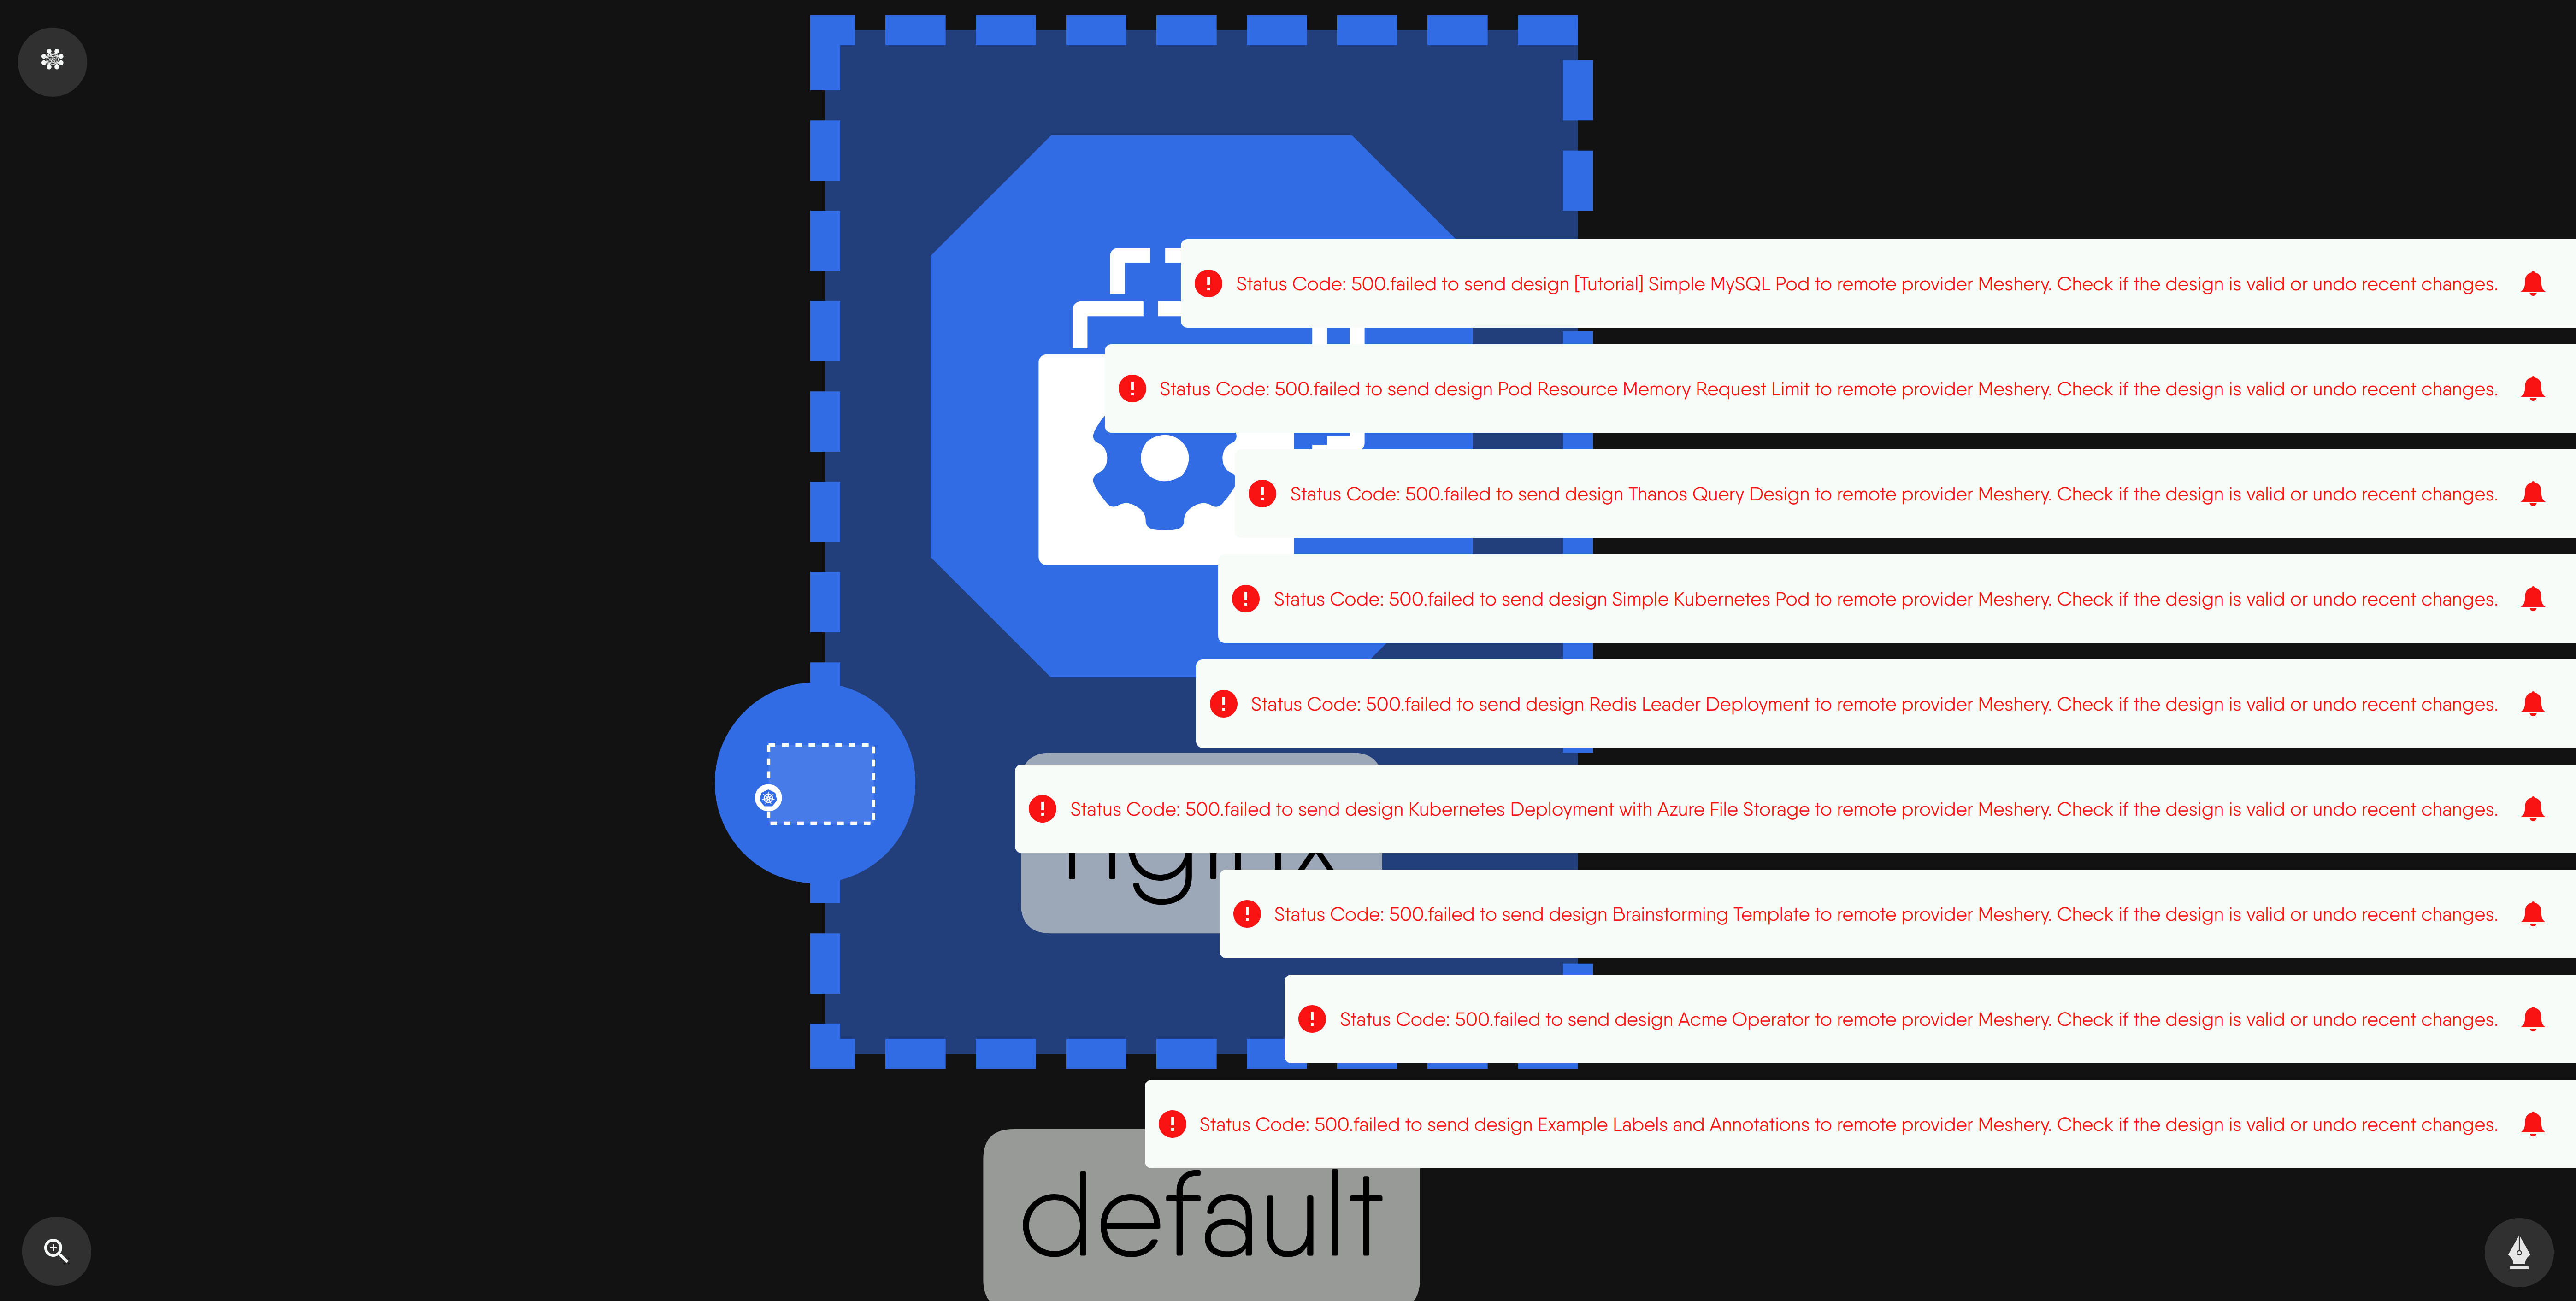 Status Code: 500.failed to send design [Tutorial] Simple MySQL Pod to remote provider Meshery. Check if the design is valid or undo recent changes.
Status Code: 500.failed to send design Pod Resource Memory Request Limit to remote provider Meshery. Check if the design is valid or undo recent changes.
Status Code: 500.failed to send design Thanos Query Design to remote provider Meshery. Check if the design is valid or undo recent changes.
Status Code: 500.failed to send design Simple Kubernetes Pod to remote provider Meshery. Check if the design is valid or undo recent changes.
Status Code: 500.failed to send design Redis Leader Deployment to remote provider Meshery. Check if the design is valid or undo recent changes.
Status Code: 500.failed to send design Kubernetes Deployment with Azure File Storage to remote provider Meshery. Check if the design is valid or undo recent changes.
nginx
Status Code: 500.failed to send design Brainstorming Template to remote provider Meshery. Check if the design is valid or undo recent changes.
Status Code: 500.failed to send design Acme Operator to remote provider Meshery. Check if the design is valid or undo recent changes.
Status Code: 500.failed to send design Example Labels and Annotations to remote provider Meshery. Check if the design is valid or undo recent changes.
default